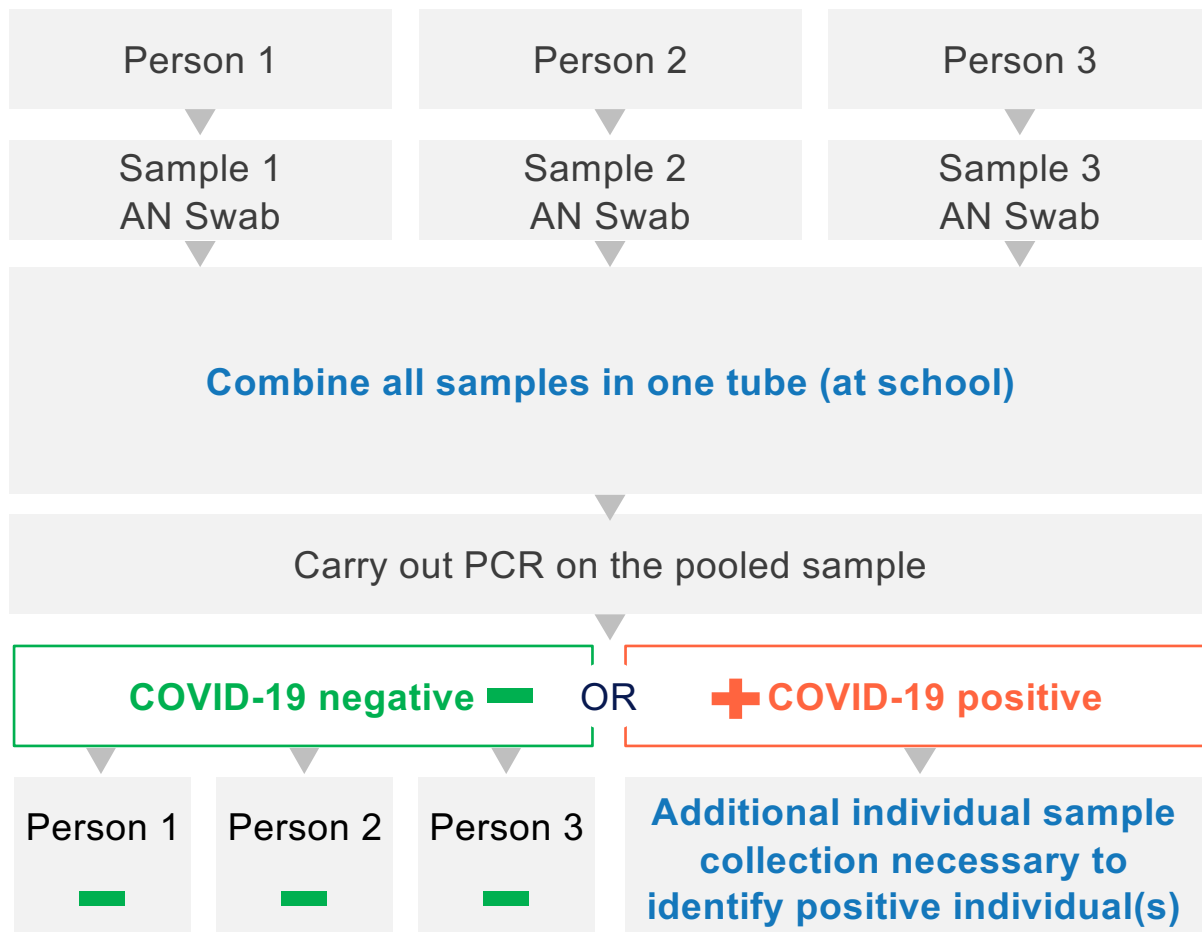 Person 1
Person 2
Person 3
Sample 1
AN Swab
Sample 2
AN Swab
Sample 3
AN Swab
Combine all samples in one tube (at school)
Carry out PCR on the pooled sample
COVID-19 negative
OR
COVID-19 positive
Person 1
Person 2
Person 3
Additional individual sample
collection necessary to
identify positive individual(s)